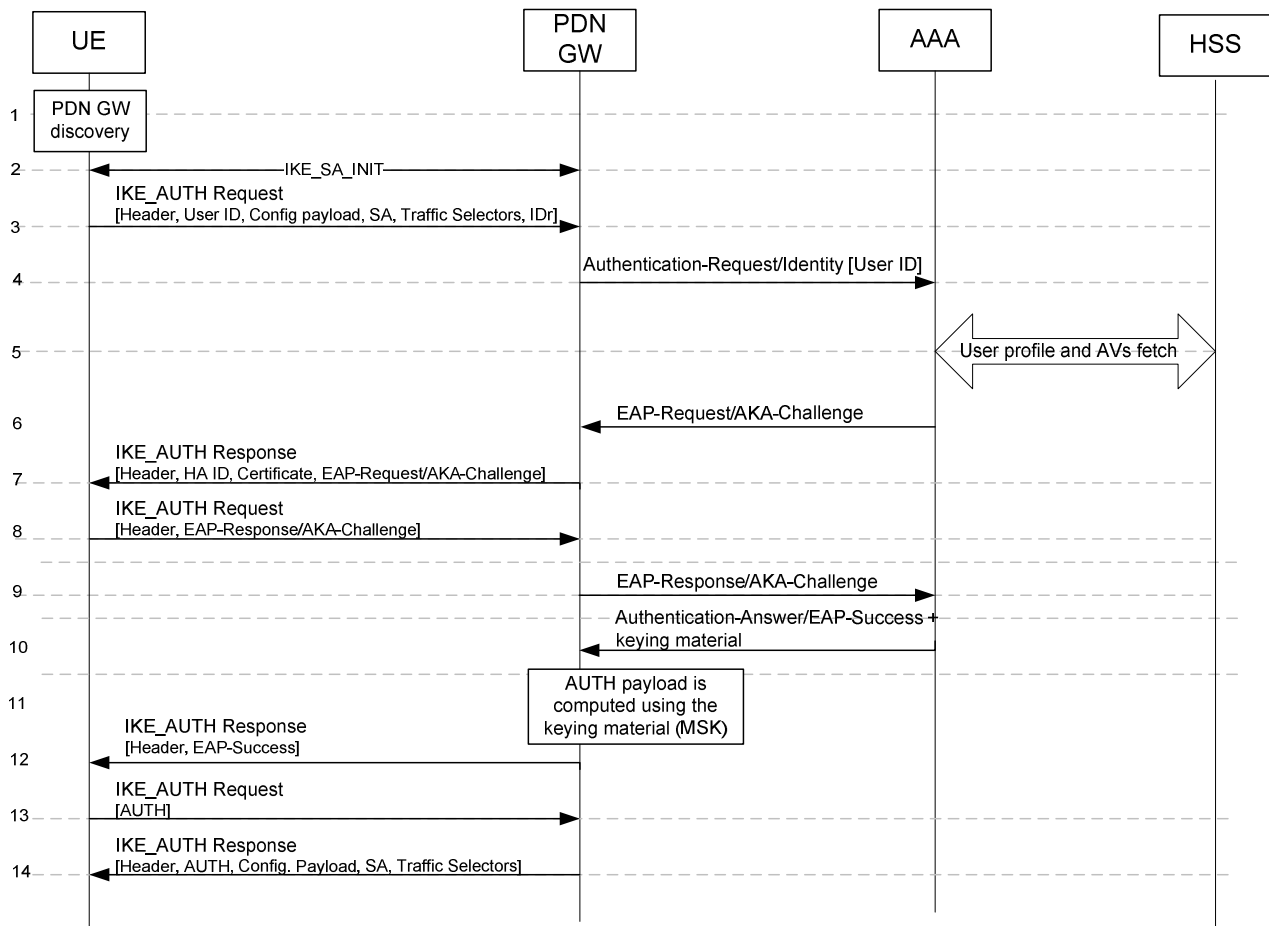 UE
PDN
GW
AAA
HSS
PDN GW
discovery
1
2
IKE_SA_INIT
IKE_AUTH Request
[Header, User ID, Config payload, SA, Traffic Selectors, IDr]
3
Authentication-Request/Identity [User ID]
4
5
User profile and AVs fetch
EAP-Request/AKA-Challenge
6
IKE_AUTH Response
[Header, HA ID, Certificate, EAP-Request/AKA-Challenge]
7
IKE_AUTH Request
[Header, EAP-Response/AKA-Challenge]
8
EAP-Response/AKA-Challenge
9
Authentication-Answer/EAP-Success +
keying material
10
AUTH payload is
computed using the
keying material (MSK)
11
IKE_AUTH Response
[Header, EAP-Success]
12
IKE_AUTH Request
[AUTH]
13
IKE_AUTH Response
[Header, AUTH, Config. Payload, SA, Traffic Selectors]
14